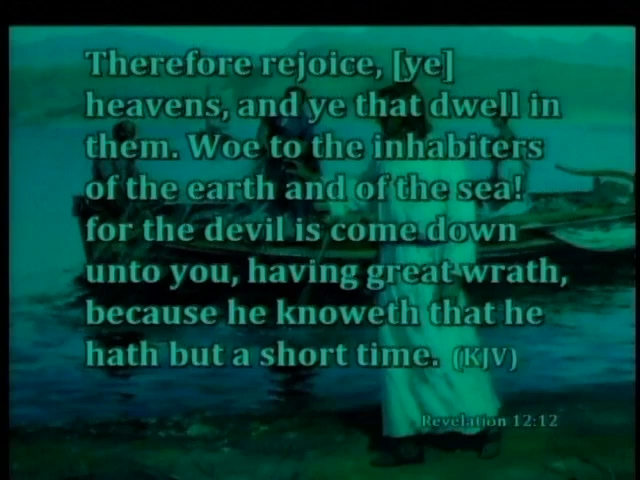 Therefore rejoice, [ye]
heavens, and ye that dwell in
them. Woe to the inhabiters
of the earth and of the sea!
for the devil is come down
unto you, having great wrath,
because he knoweth that he
hath but a short time. (KJV)
Revelation 12:12